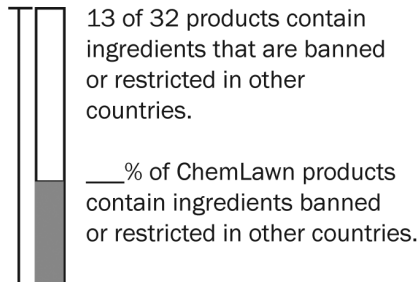 13 of 32 products contain
ingredients that are banned
or restricted in other
countries.
___% of ChemLawn products
contain ingredients banned
or restricted in other countries.